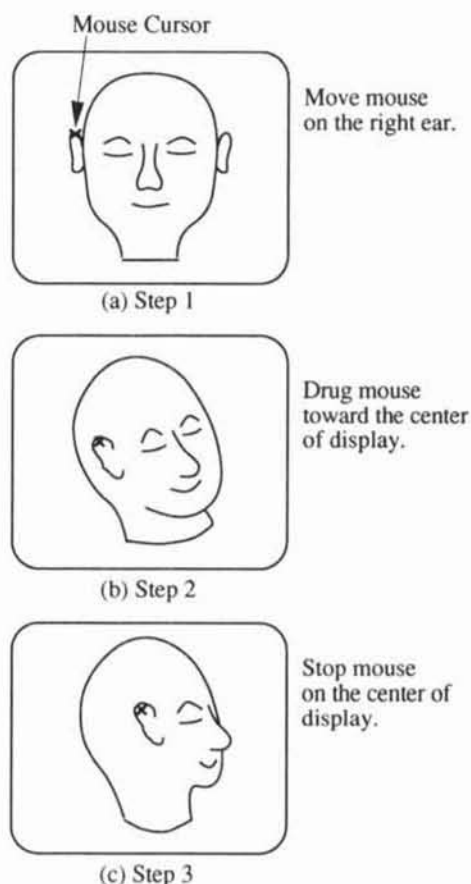 Mouse Cursor
Move mouse
on the right ear.
(a) Step 1
Drug mouse
toward the center
of display.
(b) Step 2
Stop mouse
on the center of
display.
(c) Step 3